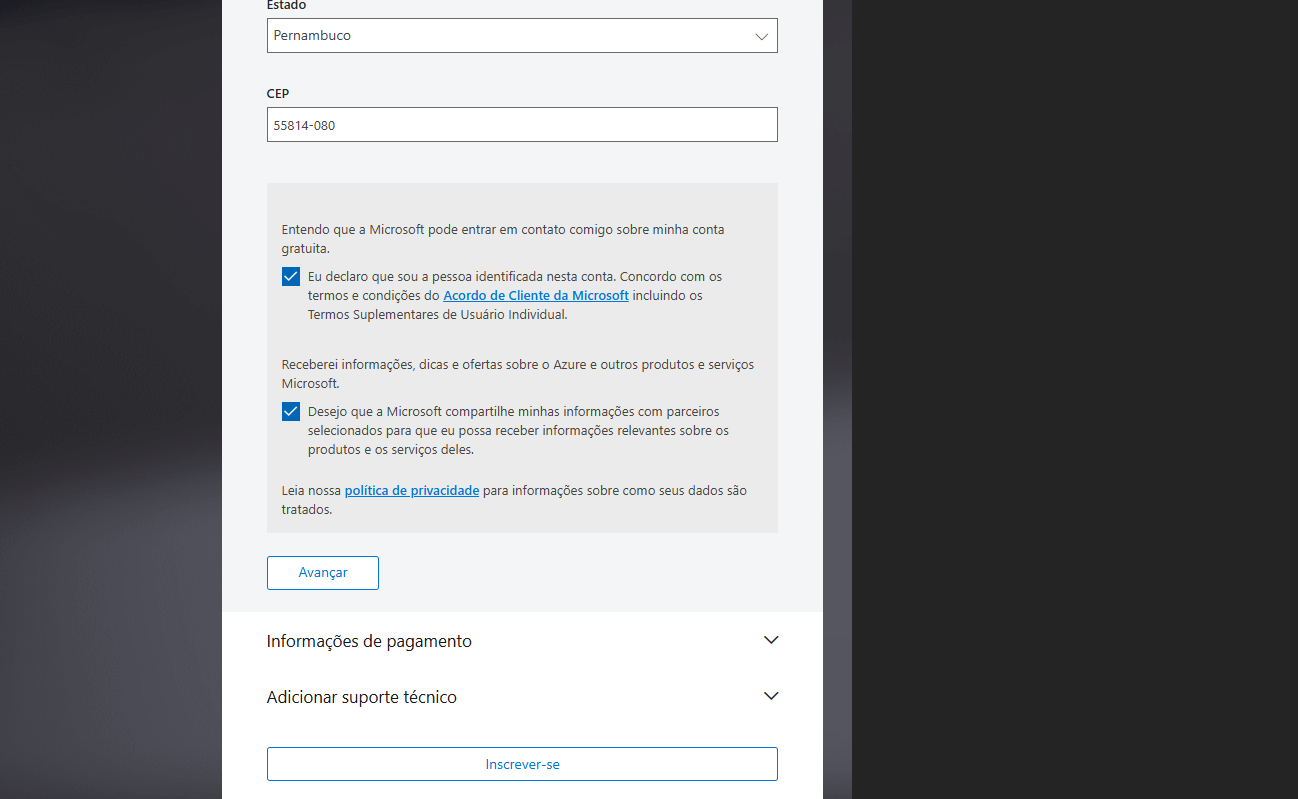 Estado
Pernambuco
CEP
55814-080
Entendo que a Microsoft pode entrar em contato comigo sobre minha conta
gratuita.
Eu declaro que sou a pessoa identificada nesta conta. Concordo com os
termos e condições do Acordo de Cliente da Microsoft incluindo os
Termos Suplementares de Usuário Individual.
Receberei informações, dicas e ofertas sobre o Azure e outros produtos e serviços
Microsoft.
Desejo que a Microsoft compartilhe minhas informações com parceiros
selecionados para que eu possa receber informações relevantes sobre os
produtos e os serviços deles.
Leia nossa política de privacidade para informações sobre como seus dados são
tratados.
Avançar
Informações de pagamento
Adicionar suporte técnico
Inscrever-se